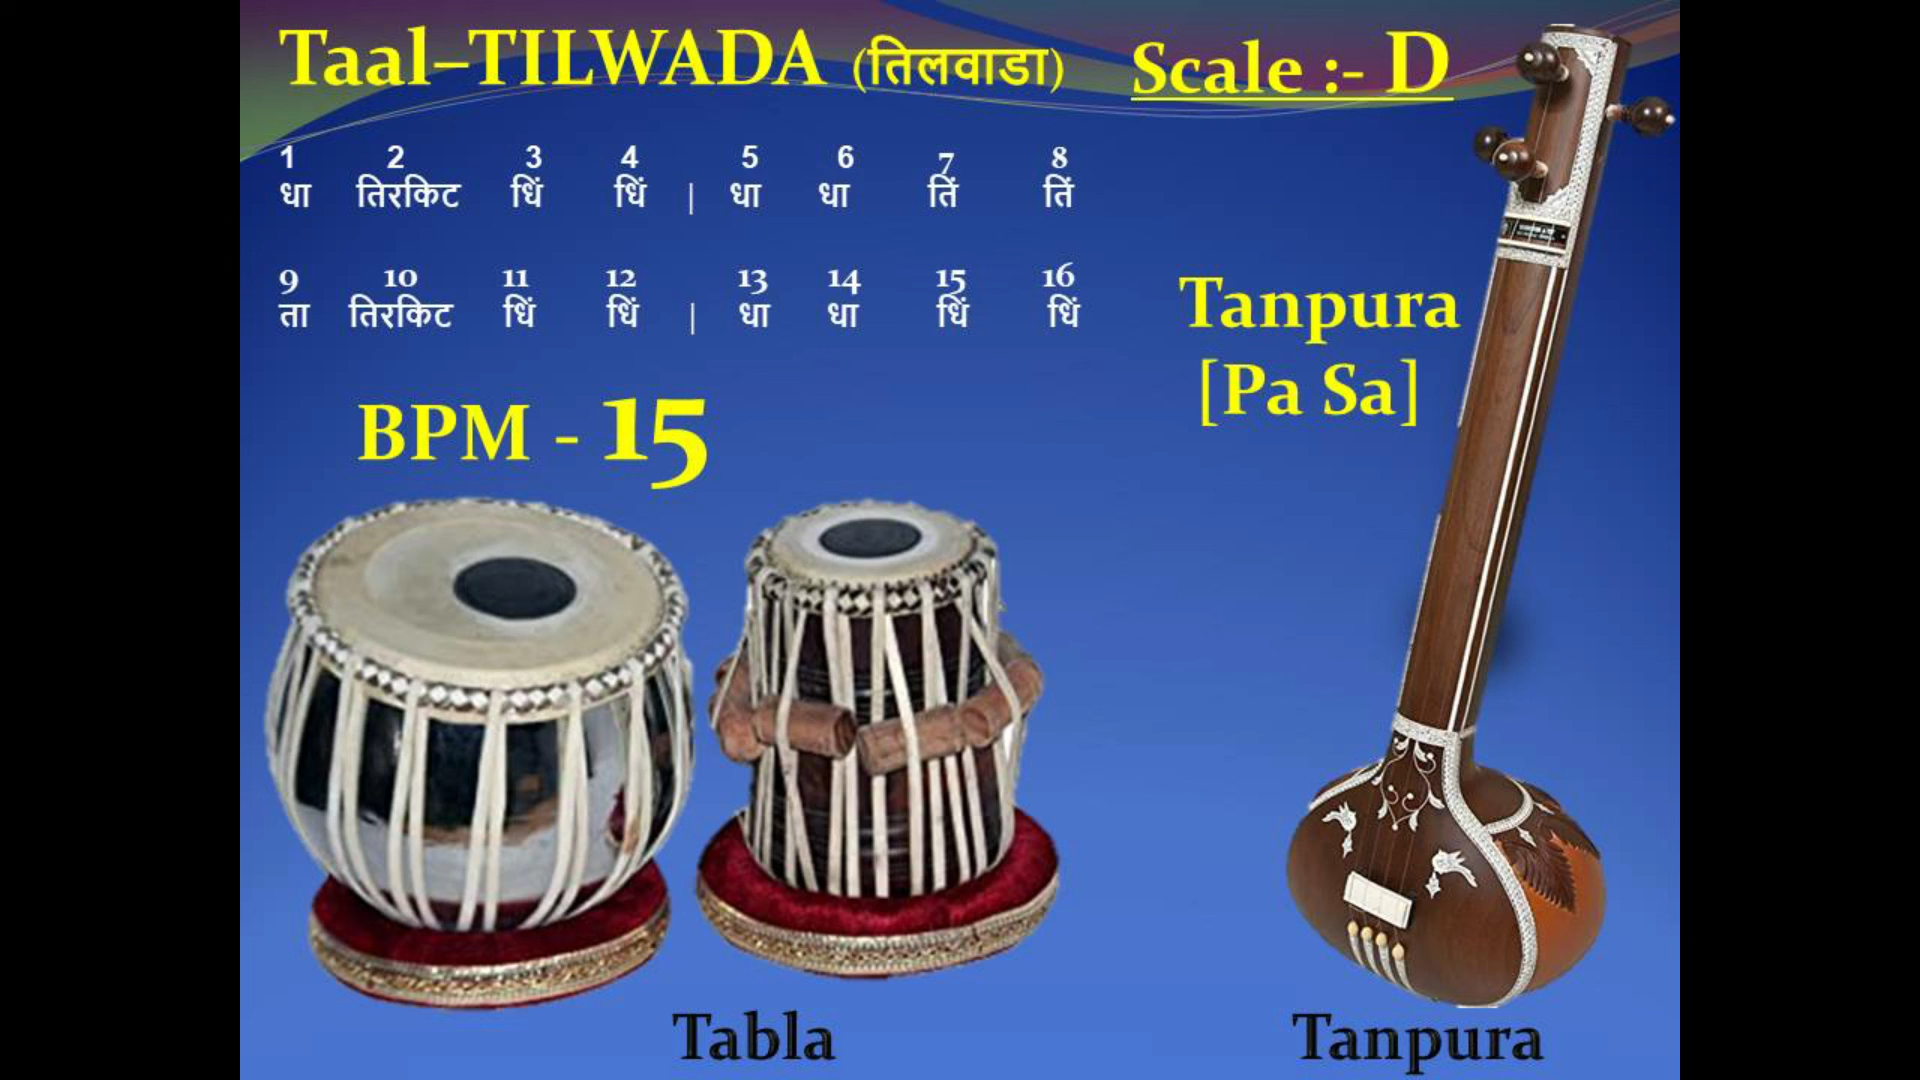 Taal–TILWADA (तिलवाडा) Scale :- D
1 2 3 4 5 6 7 8
धा तिरकिट धिं धिं | धा धा तिं तिं
9 10 11 12 13 14 15 16
ता तिरकिट धिं धिं | धा धा धिं धिं
Tanpura
[Pa Sa]
BPM - 15
Tabla Tanpura